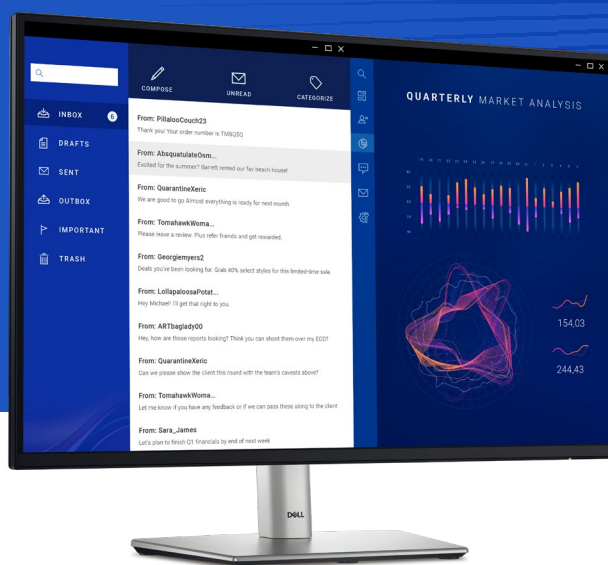 COMPOSE
UNREAD
CATEGORIZE
INBOX 6
DRAFTS
SENT
OUTBOX
IMPORTANT
TRASH
From: PillalooCouch23
Thank you! Your order number is TMBQSG
From: AbsquatulateOsm...
Excited for the summer? Barrett rented our fav beach house!
From: QuarantineXeric
We are good to go Almost everything is ready for next month
From: TomahawkWoma...
Please leave a review. Plus refer friends and get rewarded.
From: Georgiemyers2
Deals you've been looking for. Grab 40% select styles for this limited-time sale.
From: LollapaloosaPotat...
Hey Michael! I'll get that right to you.
From: ARTbaglady00
Hey, how are those reports looking? Think you can shoot them over my EOD?
From: QuarantineXeric
Can we please show the client this round with the team's caveats above?
From: TomahawkWoma...
Let me know if you have any feedback or if we can pass these along to the client
From: Sara_James
Let's plan to finish Q1 financials by end of next week
QUARTERLY MARKET ANALYSIS
154,03
244,43
DELL